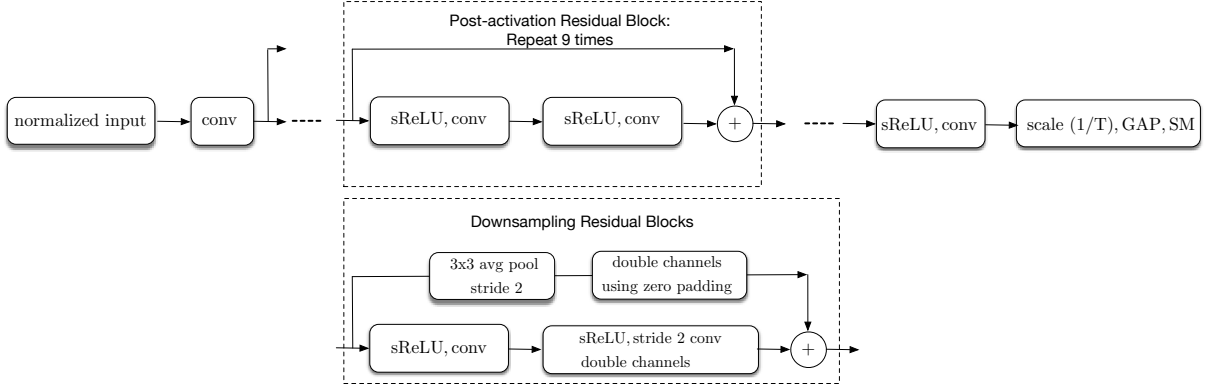 Post-activation Residual Block:
Repeat 9 times
normalized input
conv
sReLU, conv
sReLU, conv
+
sReLU, conv
scale (1/T), GAP, SM
Downsampling Residual Blocks
3x3 avg pool
stride 2
double channels
using zero padding
sReLU, conv
sReLU, stride 2 conv
double channels
+